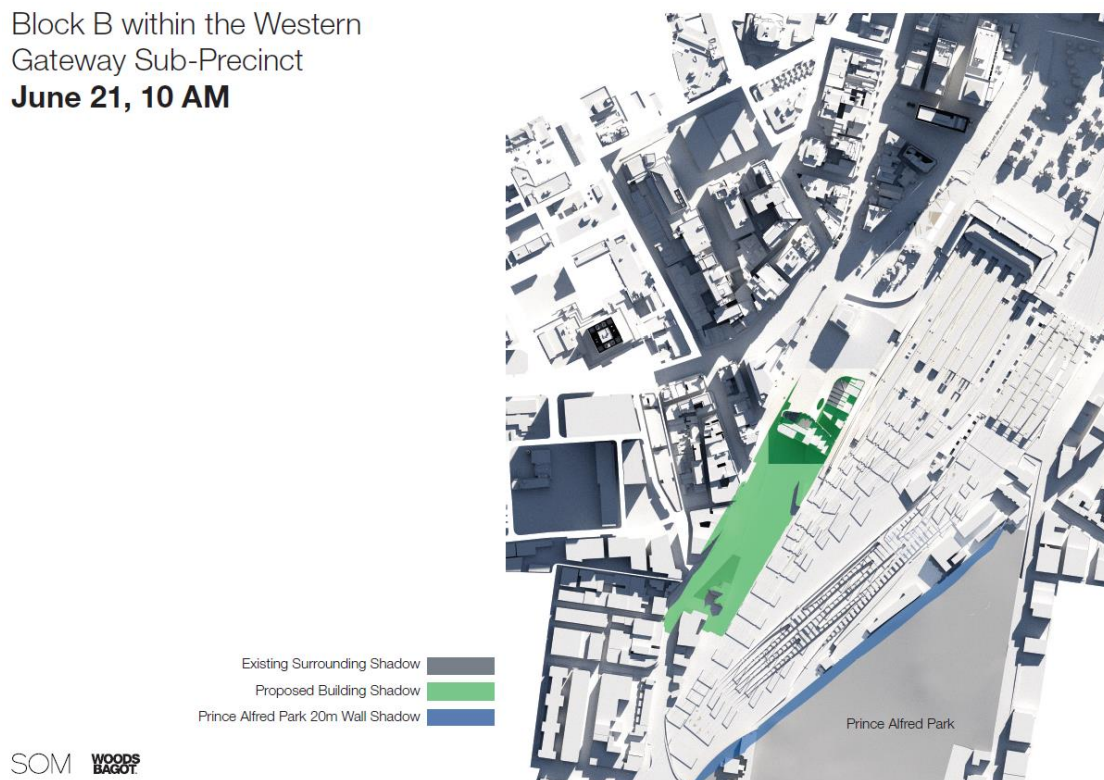 Block B within the Western
Gateway Sub-Precinct
June 21, 10 AM
Existing Surrounding Shadow
Proposed Building Shadow
Prince Alfred Park 20m Wall Shadow
Prince Alfred Park
SOM
WOODS
BAGOT